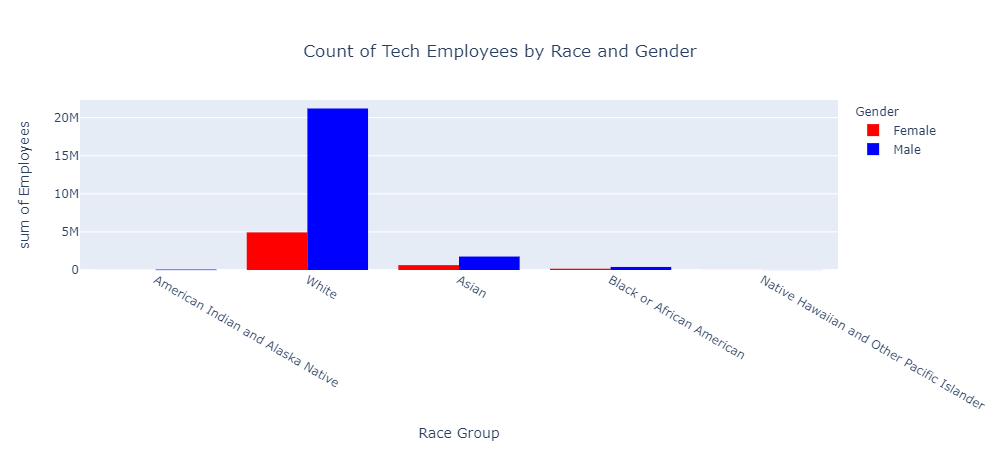 Count of Tech Employees by Race and Gender
sum of Employees
20M
15M
10M
5M
0
Gender
Female
Male
American Indian and Alaska Native
White
Asian
Black or African American
Native Hawaiian and Other Pacific Islander
Race Group